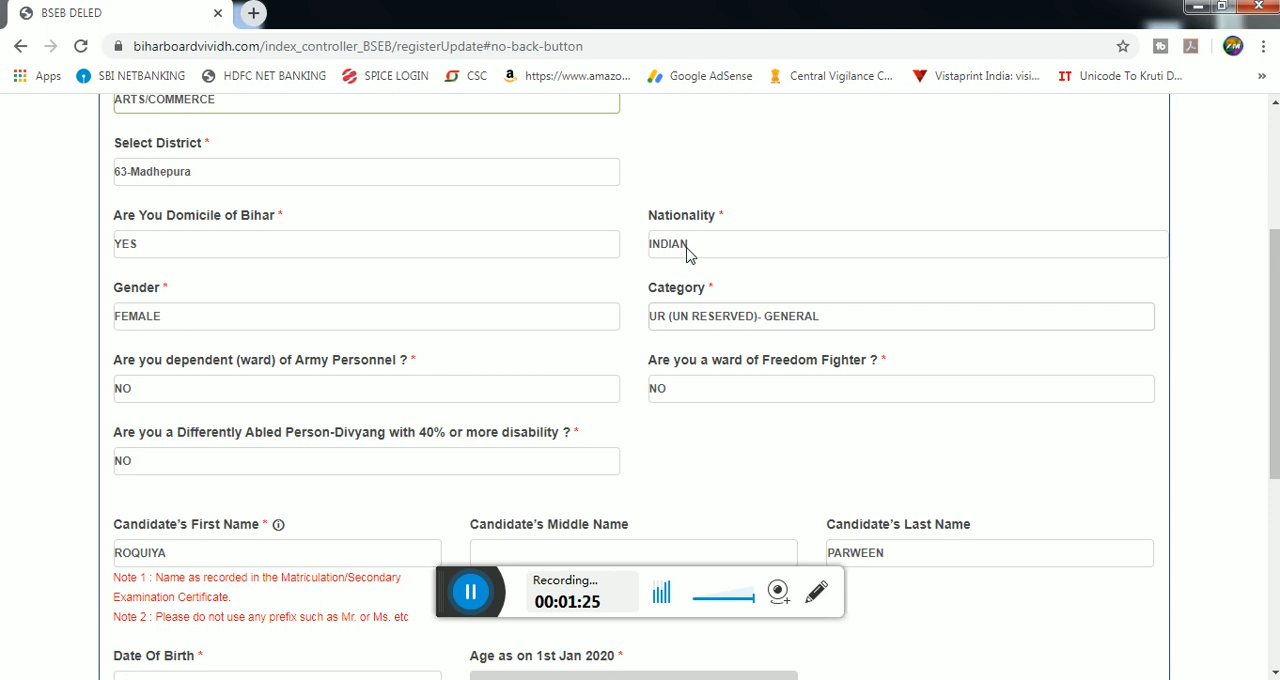 BSEB DELED
biharboardvividh.com/index_controller_BSEB/registerUpdate#no-back-button
Apps SBI NETBANKING HDFC NET BANKING SPICE LOGIN CSC https://www.amazo... Google AdSense Central Vigilance C... Vistaprint India: visi... IT Unicode To Kruti D... »
ARTS/COMMERCE
Select District *
63-Madhepura
Are You Domicile of Bihar * Nationality *
YES INDIAN
Gender * Category *
FEMALE UR (UN RESERVED)- GENERAL
Are you dependent (ward) of Army Personnel ? * Are you a ward of Freedom Fighter ? *
NO NO
Are you a Differently Abled Person-Divyang with 40% or more disability ? *
NO
Candidate's First Name * Candidate's Middle Name Candidate's Last Name
ROQUIYA PARWEEN
Note 1 : Name as recorded in the Matriculation/Secondary
Examination Certificate.
Note 2 : Please do not use any prefix such as Mr. or Ms. etc
Recording...
00:01:25
Date Of Birth * Age as on 1st Jan 2020 *